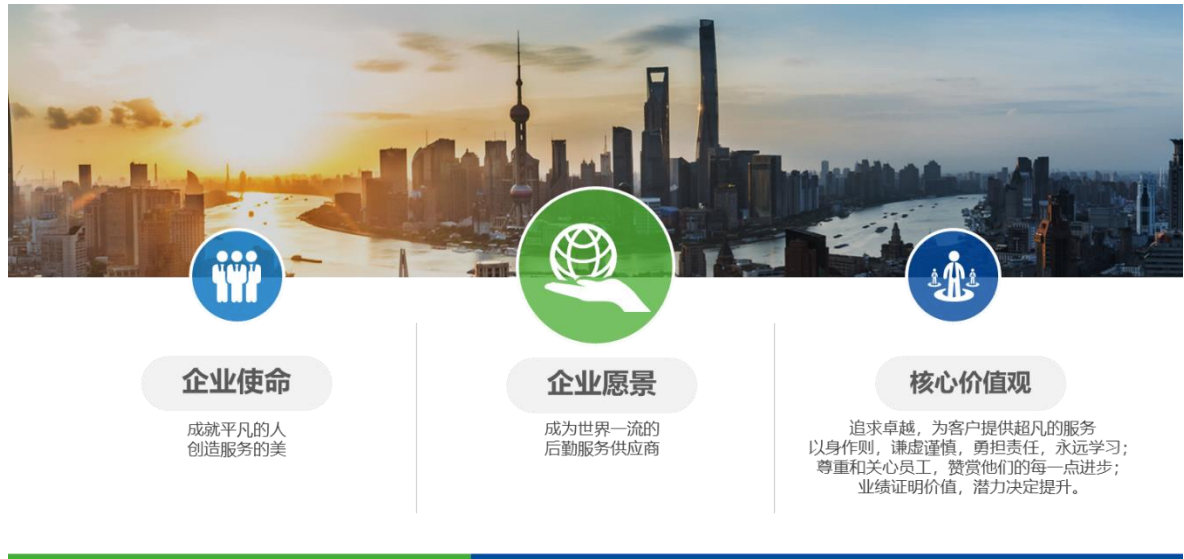 企业使命
成就平凡的人
创造服务的美
企业愿景
成为世界一流的
后勤服务供应商
核心价值观
追求卓越，为客户提供超凡的服务
以身作则，谦虚谨慎，勇担责任，永远学习；
尊重和关心员工，赞赏他们的每一点进步；
业绩证明价值，潜力决定提升。